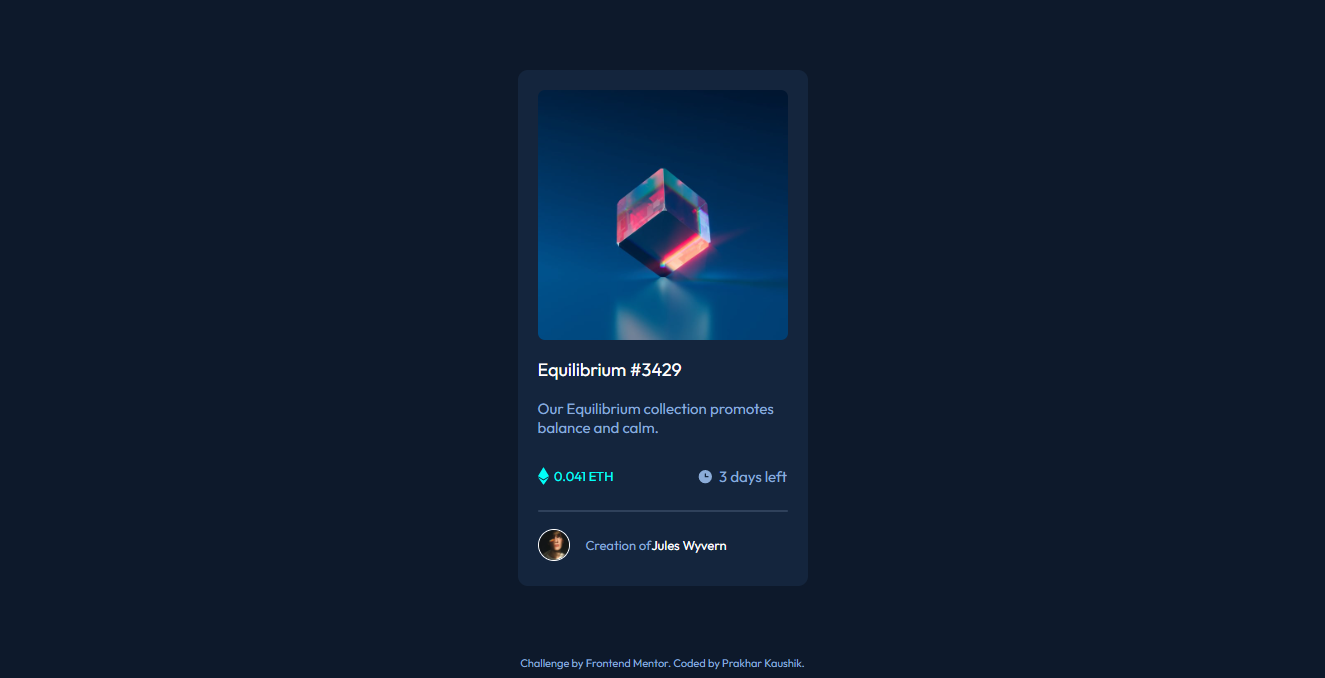 Equilibrium #3429
Our Equilibrium collection promotes
balance and calm.
0.041 ETH
3 days left
Creation ofJules Wyvern
Challenge by Frontend Mentor. Coded by Prakhar Kaushik.